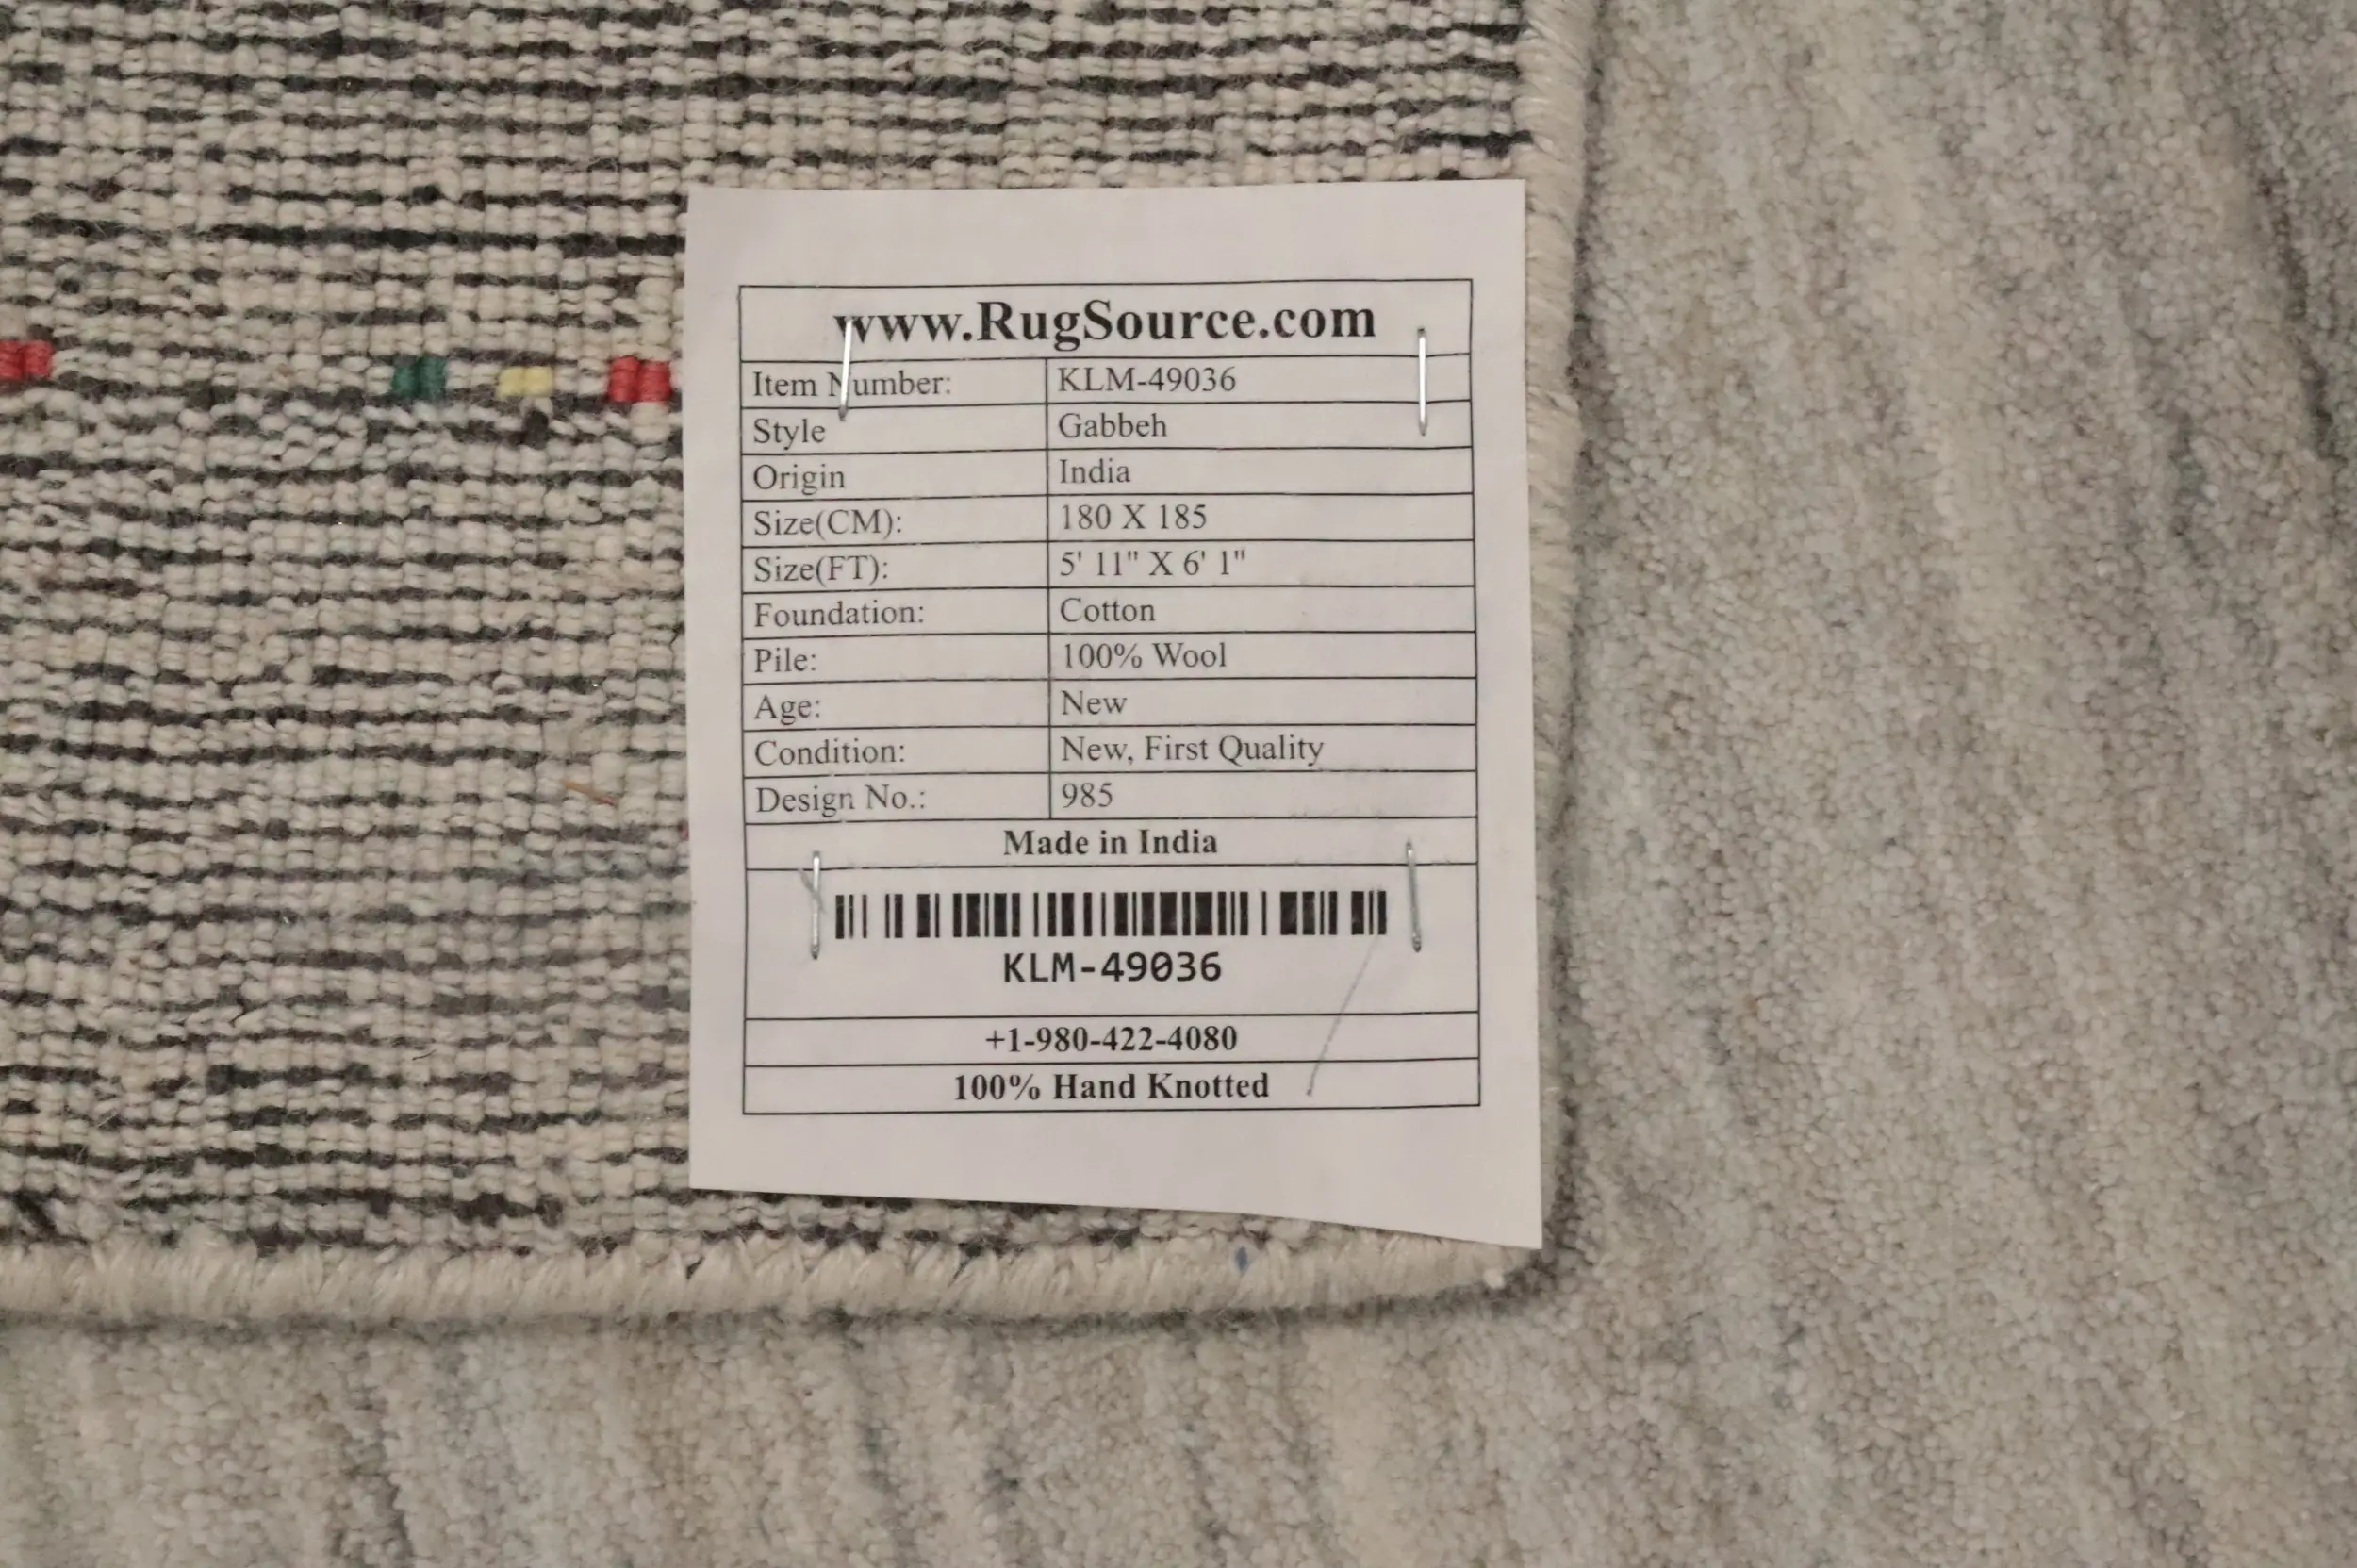 www.RugSource.com
Item Number: KLM-49036
Style Gabbeh
Origin India
Size(CM): 180 X 185
Size(FT): 5' 11" X 6' 1"
Foundation: Cotton
Pile: 100% Wool
Age: New
Condition: New, First Quality
Design No.: 985
Made in India
KLM-49036
+1-980-422-4080
100% Hand Knotted